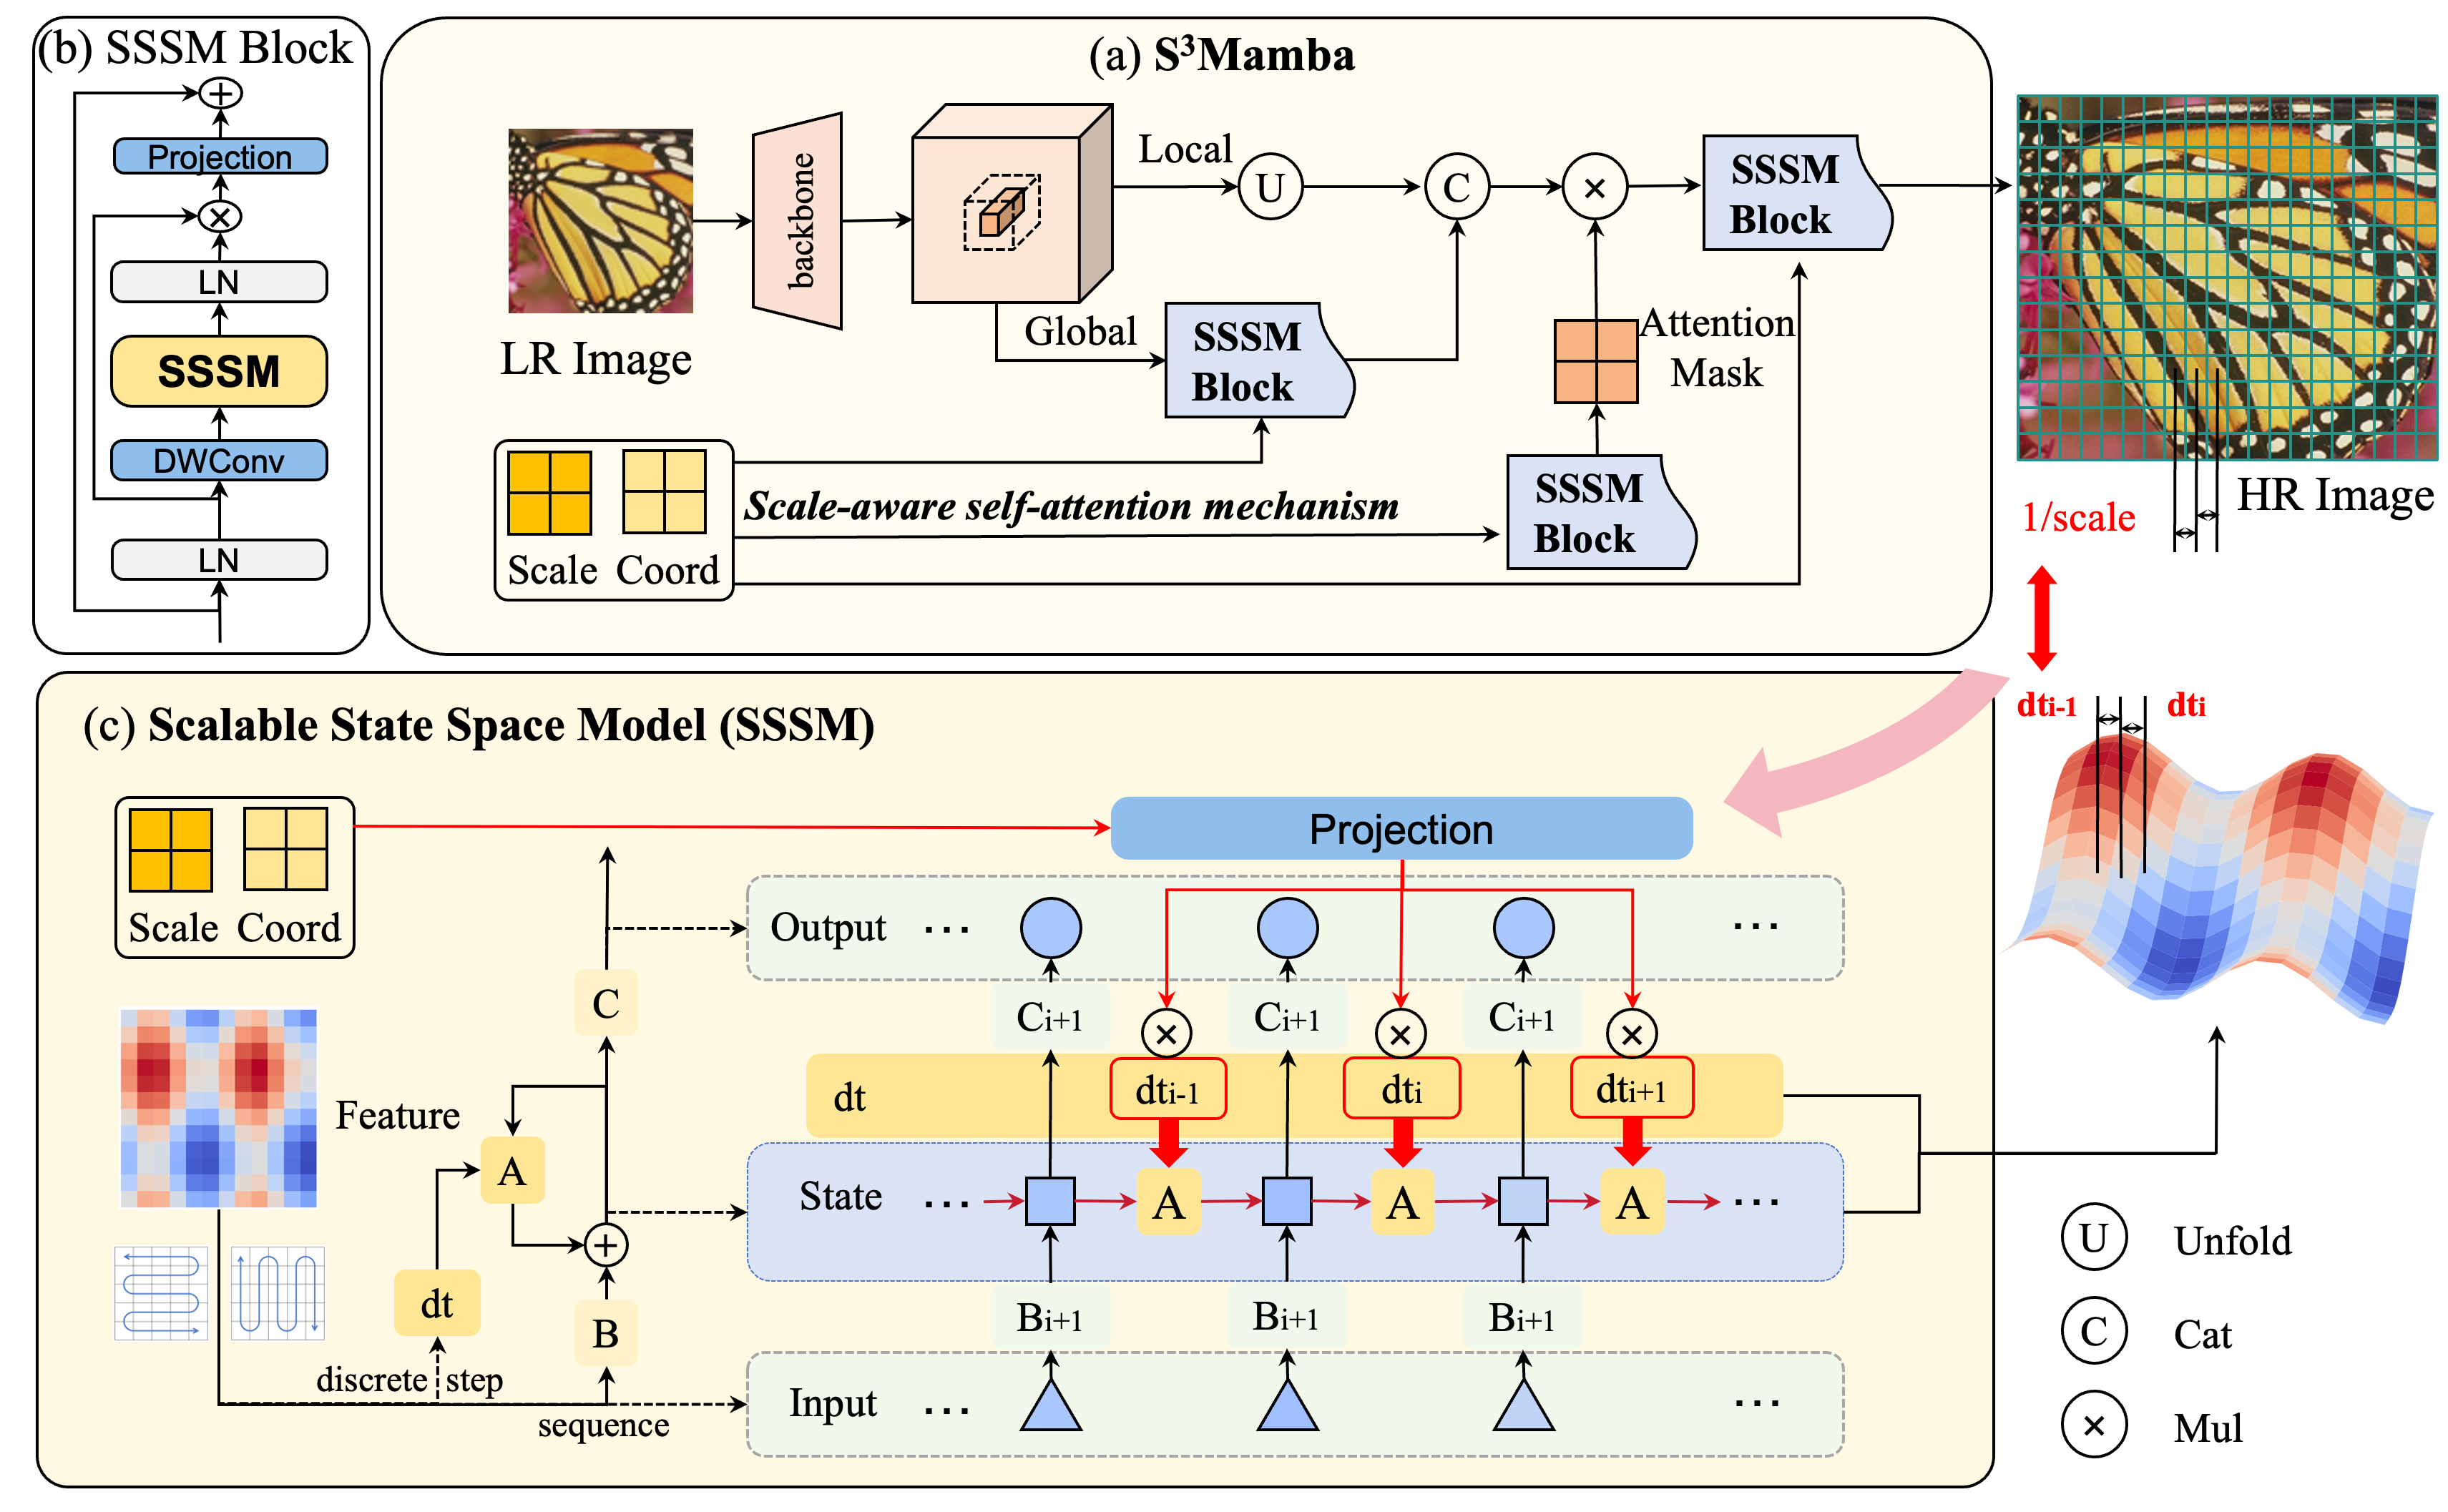 (b) SSSM Block
+
Projection
×
LN
SSSM
DWConv
LN
(a) S³Mamba
LR Image
backbone
Local
U
C
×
SSSM
Block
Global
SSSM
Block
Attention
Mask
Scale-aware self-attention mechanism
SSSM
Block
Scale Coord
HR Image
1/scale
dti-1 dti
(c) Scalable State Space Model (SSSM)
Scale Coord
Projection
Output ... ...
C
Ci+1 Ci+1 Ci+1
× × ×
Feature
dt dti-1 dti dti+1
A
State ... A A A ...
+
dt
B
Bi+1 Bi+1 Bi+1
discrete step
Input ... ...
sequence
U Unfold
C Cat
× Mul